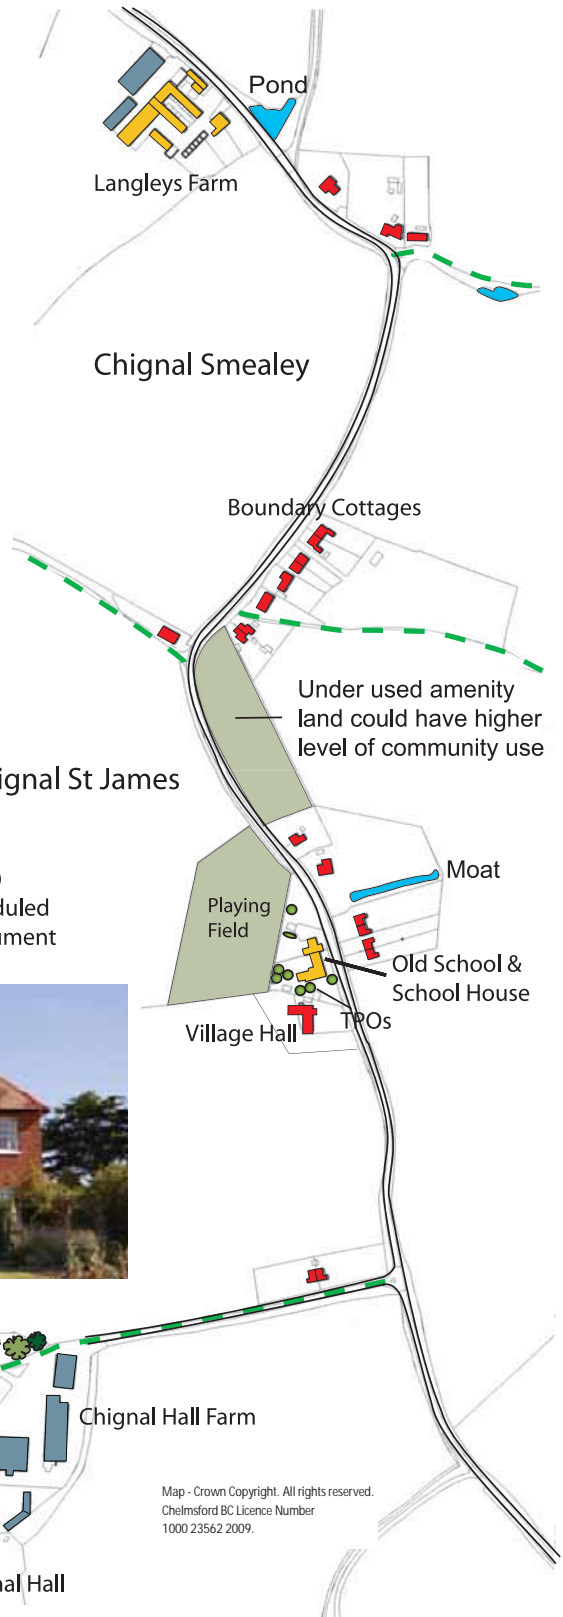 Pond
Langleys Farm
Chignal Smealey
Boundary Cottages
Under used amenity
land could have higher
level of community use
ignal St James
Moat
duled
ument
Playing
Field
Old School &
School House
TPOs
Village Hall
Chignal Hall Farm
Map - Crown Copyright. All rights reserved.
Chelmsford BC Licence Number
1000 23562 2009.
nal Hall